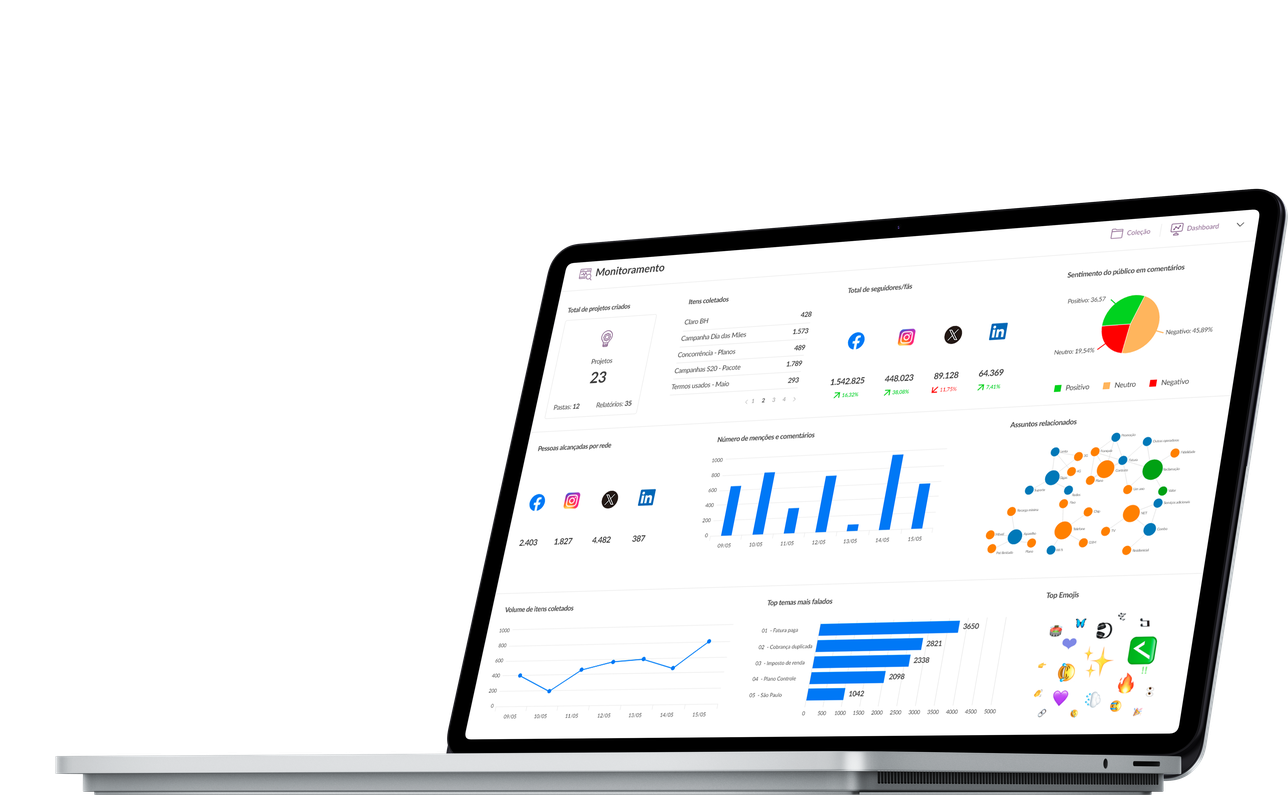 Monitoramento
Coleção
Dashboard
Total de projetos criados
Projetos
23
Pastas: 12
Relatórios: 35
Itens coletados
Claro BH 428
Campanha Dia das Mães 1.573
Concorrência - Planos 489
Campanhas S20 - Pacote 1.789
Termos usados - Maio 293
1 2 3 4
Total de seguidores/fãs
1.542.825 448.023 89.128 64.369
16,32% 38,08% 11,75% 7,41%
Sentimento do público em comentários
Positivo: 36,57
Negativo: 45,89%
Neutro: 19,54%
Positivo Neutro Negativo
Pessoas alcançadas por rede
2.403 1.827 4.482 387
Número de menções e comentários
1000
800
600
400
200
0
09/05 10/05 11/05 12/05 13/05 14/05 15/05
Assuntos relacionados
Volume de itens coletados
1000
800
600
400
200
0
09/05 10/05 11/05 12/05 13/05 14/05 15/05
Top temas mais falados
01 - Fatura paga 3650
02 - Cobrança duplicada 2821
03 - Imposto de renda 2338
04 - Plano Controle 2098
05 - São Paulo 1042
0 500 1000 1500 2000 2500 3000 3500 4000 4500 5000
Top Emojis